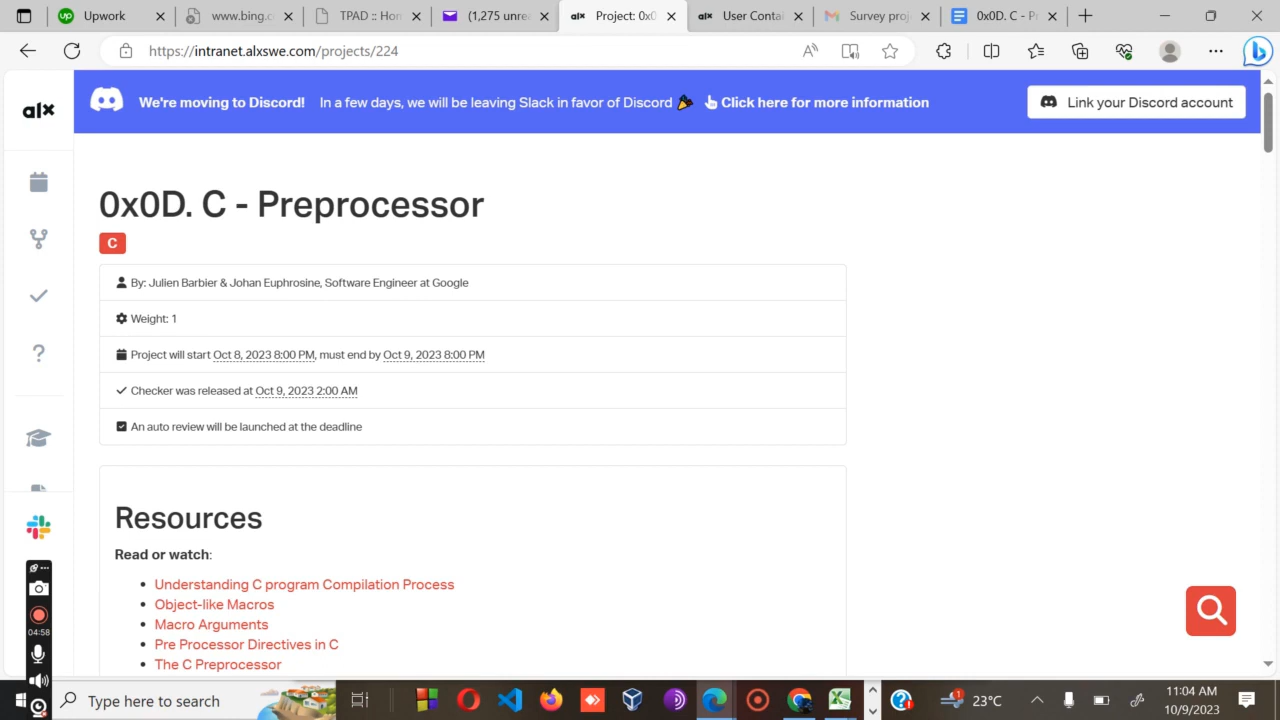 Upwork
www.bing.c
TPAD :: Hor
(1,275 unr
alx Project: 0x0
alx User Contai
Survey proj
0x0D. C - Pr
https://intranet.alxswe.com/projects/224
alx
We're moving to Discord! In a few days, we will be leaving Slack in favor of Discord 🎉 👆 Click here for more information
Link your Discord account
0x0D. C - Preprocessor
C
By: Julien Barbier & Johan Euphrosine, Software Engineer at Google
Weight: 1
Project will start Oct 8, 2023 8:00 PM, must end by Oct 9, 2023 8:00 PM
Checker was released at Oct 9, 2023 2:00 AM
An auto review will be launched at the deadline
Resources
Read or watch:
Understanding C program Compilation Process
Object-like Macros
Macro Arguments
Pre Processor Directives in C
The C Preprocessor
04:58
Type here to search
1
23°C
11:04 AM
10/9/2023